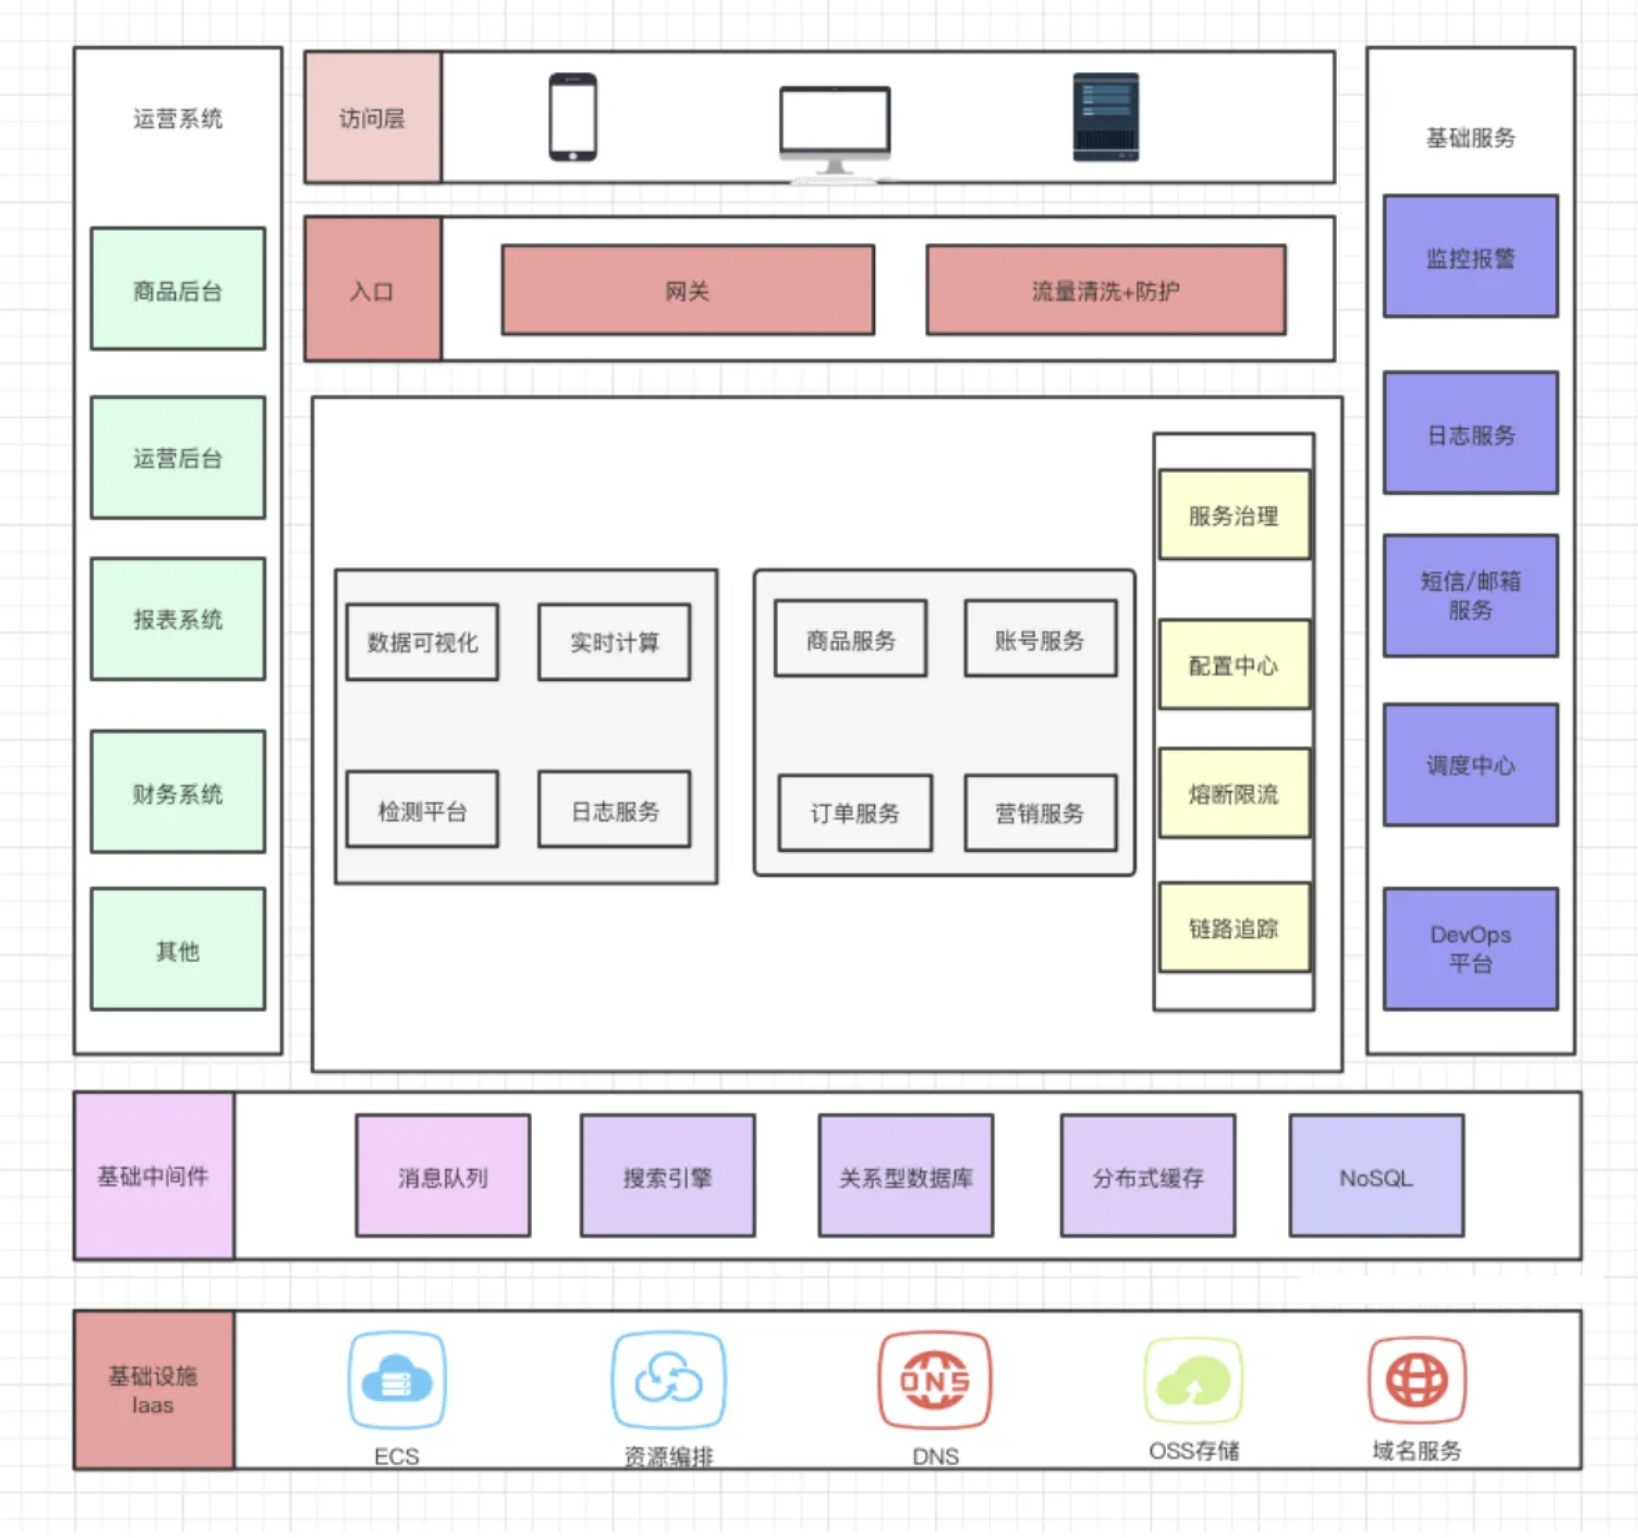 运营系统
商品后台
运营后台
报表系统
财务系统
其他
访问层
入口
网关
流量清洗+防护
数据可视化
实时计算
检测平台
日志服务
商品服务
账号服务
订单服务
营销服务
服务治理
配置中心
熔断限流
链路追踪
基础服务
监控报警
日志服务
短信/邮箱
服务
调度中心
DevOps
平台
基础中间件
消息队列
搜索引擎
关系型数据库
分布式缓存
NoSQL
基础设施
Iaas
ECS
资源编排
DNS
DNS
OSS存储
域名服务